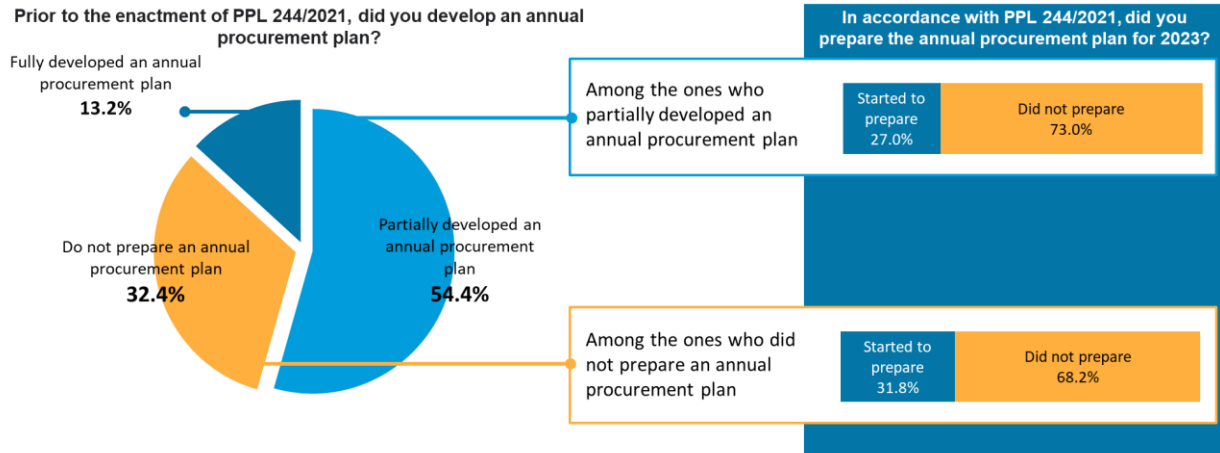 Prior to the enactment of PPL 244/2021, did you develop an annual
procurement plan?
Fully developed an annual
procurement plan
13.2%
Do not prepare an annual
procurement plan
32.4%
Partially developed an
annual procurement
plan
54.4%
In accordance with PPL 244/2021, did you
prepare the annual procurement plan for 2023?
Among the ones who
partially developed an
annual procurement plan
Started to
prepare
27.0%
Did not prepare
73.0%
Among the ones who did
not prepare an annual
procurement plan
Started to
prepare
31.8%
Did not prepare
68.2%